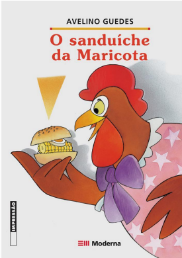 AVELINO GUEDES
O sanduíche
da Maricota
Moderna